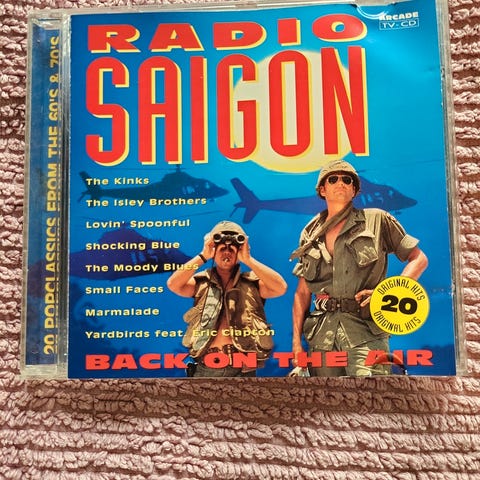 ARCADE
TV-CD
RADIO
SAIGON
The Kinks
The Isley Brothers
Lovin' Spoonful
Shocking Blue
The Moody Blues
Small Faces
Marmalade
Yardbirds feat. Eric Clapton
ORIGINAL HITS
20
ORIGINAL HITS
BACK ON THE AIR
20 POPCLASSICS FROM THE 60'S & 70'S